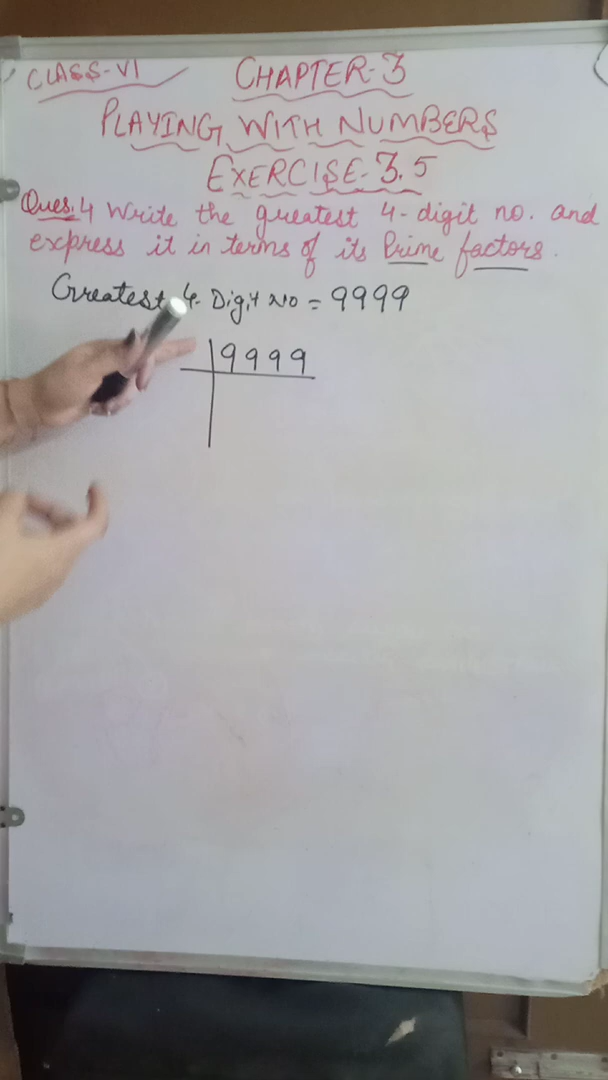 CLASS-VI
CHAPTER-3
PLAYING WITH NUMBERS
EXERCISE-3.5
Ques.4 Write the greatest 4-digit no. and
express it in terms of its Prime factors.
Greatest 4-Digit No = 9999
9999